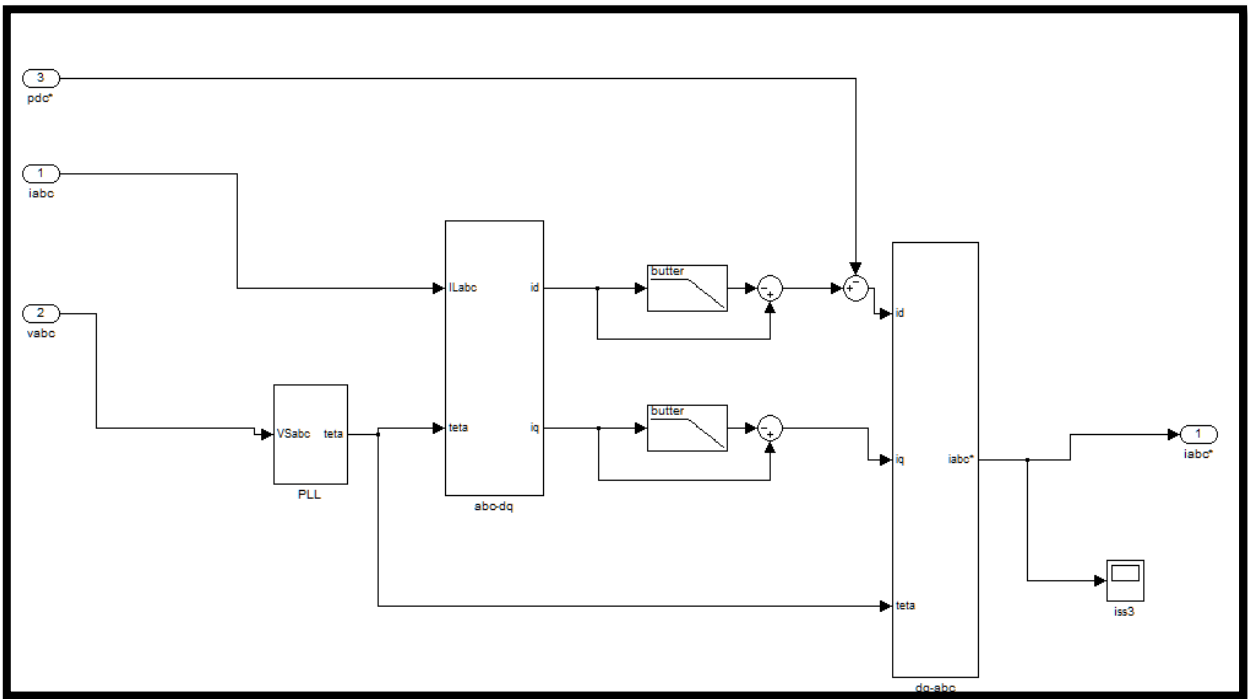 3
pdc*
1
iabc
butter
ILabc
id
- +
+ -
id
2
vabc
butter
VSabc
teta
teta
iq
- +
1
iabc*
iq
iabc*
PLL
abc-dq
teta
iss3
dq-abc